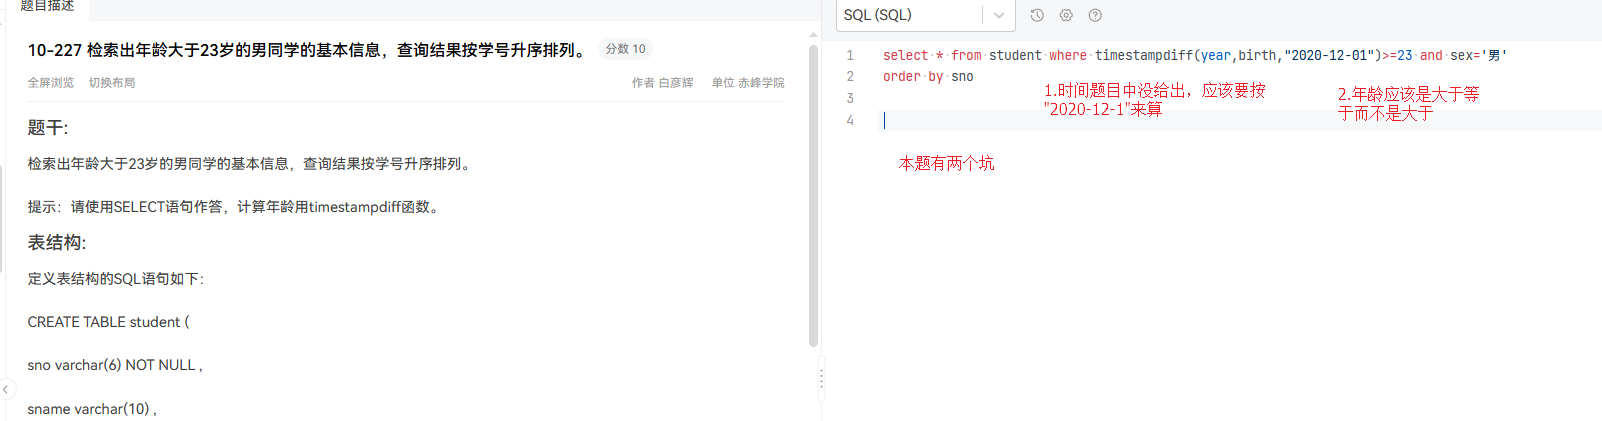 题目描述
10-227 检索出年龄大于23岁的男同学的基本信息，查询结果按学号升序排列。 分数 10
全屏浏览 切换布局 作者 白彦辉 单位 赤峰学院
题干:
检索出年龄大于23岁的男同学的基本信息，查询结果按学号升序排列。
提示：请使用SELECT语句作答，计算年龄用timestampdiff函数。
表结构:
定义表结构的SQL语句如下：
CREATE TABLE student (
sno varchar(6) NOT NULL ,
sname varchar(10) ,
SQL (SQL)
1 select * from student where timestampdiff(year,birth,"2020-12-01")>=23 and sex='男'
2 order by sno
3
4
1.时间题目中没给出，应该要按
"2020-12-1"来算
2.年龄应该是大于等
于而不是大于
本题有两个坑